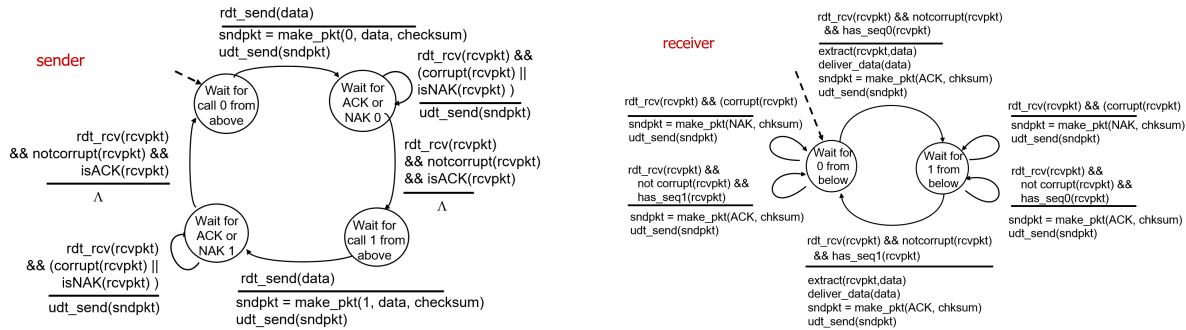 sender
rdt_send(data)
sndpkt = make_pkt(0, data, checksum)
udt_send(sndpkt)
Wait for
call 0 from
above
Wait for
ACK or
NAK 0
rdt_rcv(rcvpkt) &&
(corrupt(rcvpkt) ||
isNAK(rcvpkt) )
udt_send(sndpkt)
rdt_rcv(rcvpkt)
&& notcorrupt(rcvpkt)
&& isACK(rcvpkt)
Λ
rdt_rcv(rcvpkt)
&& notcorrupt(rcvpkt) &&
isACK(rcvpkt)
Λ
Wait for
ACK or
NAK 1
Wait for
call 1 from
above
rdt_rcv(rcvpkt)
&& (corrupt(rcvpkt) ||
isNAK(rcvpkt) )
udt_send(sndpkt)
rdt_send(data)
sndpkt = make_pkt(1, data, checksum)
udt_send(sndpkt)
receiver
rdt_rcv(rcvpkt) && notcorrupt(rcvpkt)
&& has_seq0(rcvpkt)
extract(rcvpkt,data)
deliver_data(data)
sndpkt = make_pkt(ACK, chksum)
udt_send(sndpkt)
rdt_rcv(rcvpkt) && (corrupt(rcvpkt)
sndpkt = make_pkt(NAK, chksum)
udt_send(sndpkt)
rdt_rcv(rcvpkt) &&
not corrupt(rcvpkt) &&
has_seq1(rcvpkt)
sndpkt = make_pkt(ACK, chksum)
udt_send(sndpkt)
Wait for
0 from
below
Wait for
1 from
below
rdt_rcv(rcvpkt) && (corrupt(rcvpkt)
sndpkt = make_pkt(NAK, chksum)
udt_send(sndpkt)
rdt_rcv(rcvpkt) &&
not corrupt(rcvpkt) &&
has_seq0(rcvpkt)
sndpkt = make_pkt(ACK, chksum)
udt_send(sndpkt)
rdt_rcv(rcvpkt) && notcorrupt(rcvpkt)
&& has_seq1(rcvpkt)
extract(rcvpkt,data)
deliver_data(data)
sndpkt = make_pkt(ACK, chksum)
udt_send(sndpkt)